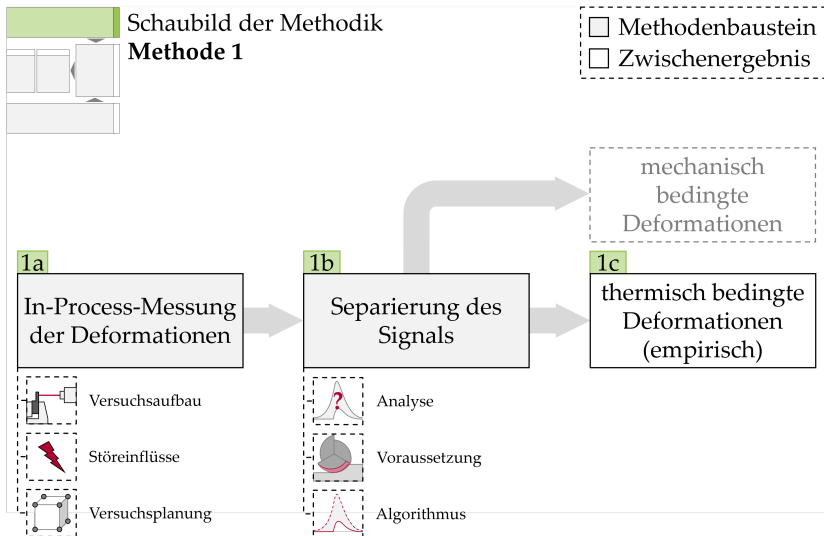 Schaubild der Methodik
Methode 1
Methodenbaustein
Zwischenergebnis
mechanisch
bedingte
Deformationen
1a
In-Process-Messung
der Deformationen
1b
Separierung des
Signals
1c
thermisch bedingte
Deformationen
(empirisch)
Versuchsaufbau
Störeinflüsse
Versuchsplanung
?
Analyse
Voraussetzung
Algorithmus